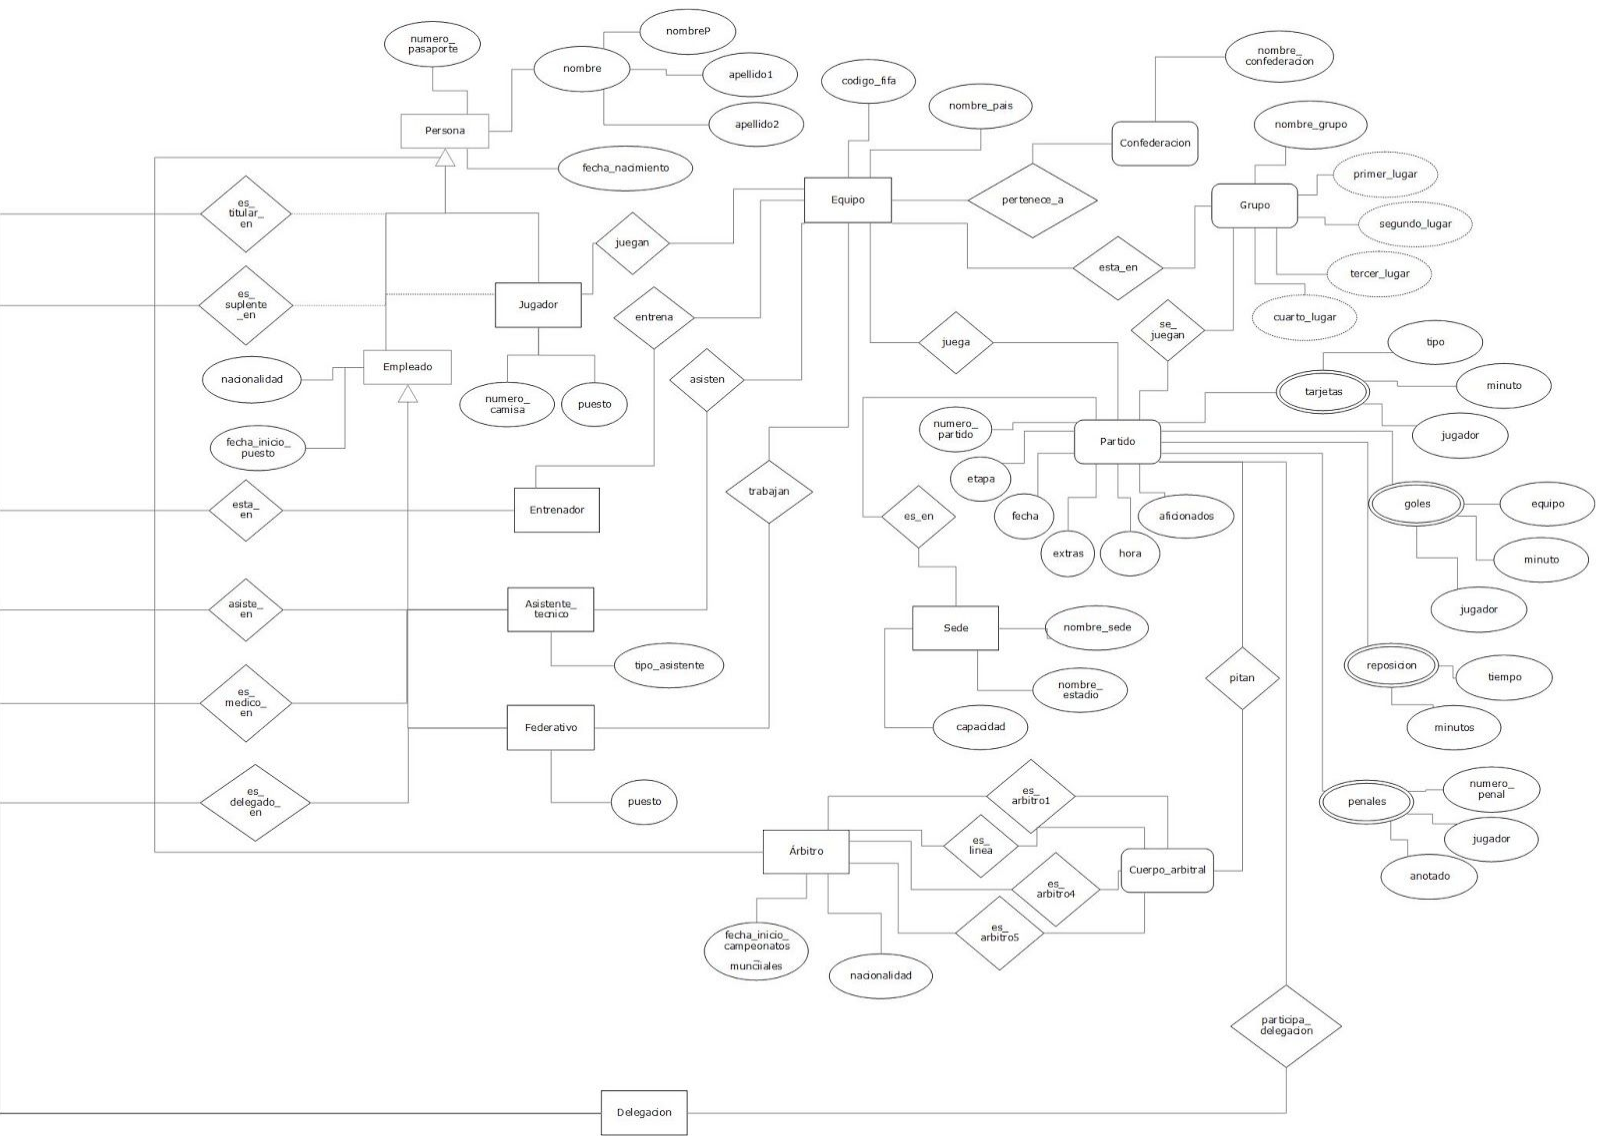 numero_
pasaporte
nombre
nombreP
apellido1
apellido2
Persona
fecha_nacimiento
codigo_fifa
nombre_pais
nombre_
confederacion
Confederacion
nombre_grupo
primer_lugar
Equipo
pertenece_a
Grupo
segundo_lugar
es_
titular_
en
juegan
esta_en
tercer_lugar
es_
suplente
_en
Jugador
entrena
cuarto_lugar
se_
juegan
juega
tipo
Empleado
nacionalidad
asisten
tarjetas
minuto
numero_
camisa
puesto
jugador
numero_
partido
Partido
fecha_inicio_
puesto
etapa
trabajan
esta_
en
Entrenador
es_en
fecha
aficionados
goles
equipo
extras
hora
minuto
asiste_
en
Asistente_
tecnico
jugador
Sede
nombre_sede
tipo_asistente
reposicion
tiempo
pitan
nombre_
estadio
es_
medico_
en
Federativo
capacidad
minutos
es_
delegado_
en
puesto
es_
arbitro1
penales
numero_
penal
jugador
Árbitro
es_
linea
Cuerpo_arbitral
anotado
es_
arbitro4
es_
arbitro5
fecha_inicio_
campeonatos
_
munciiales
nacionalidad
participa_
delegacion
Delegacion